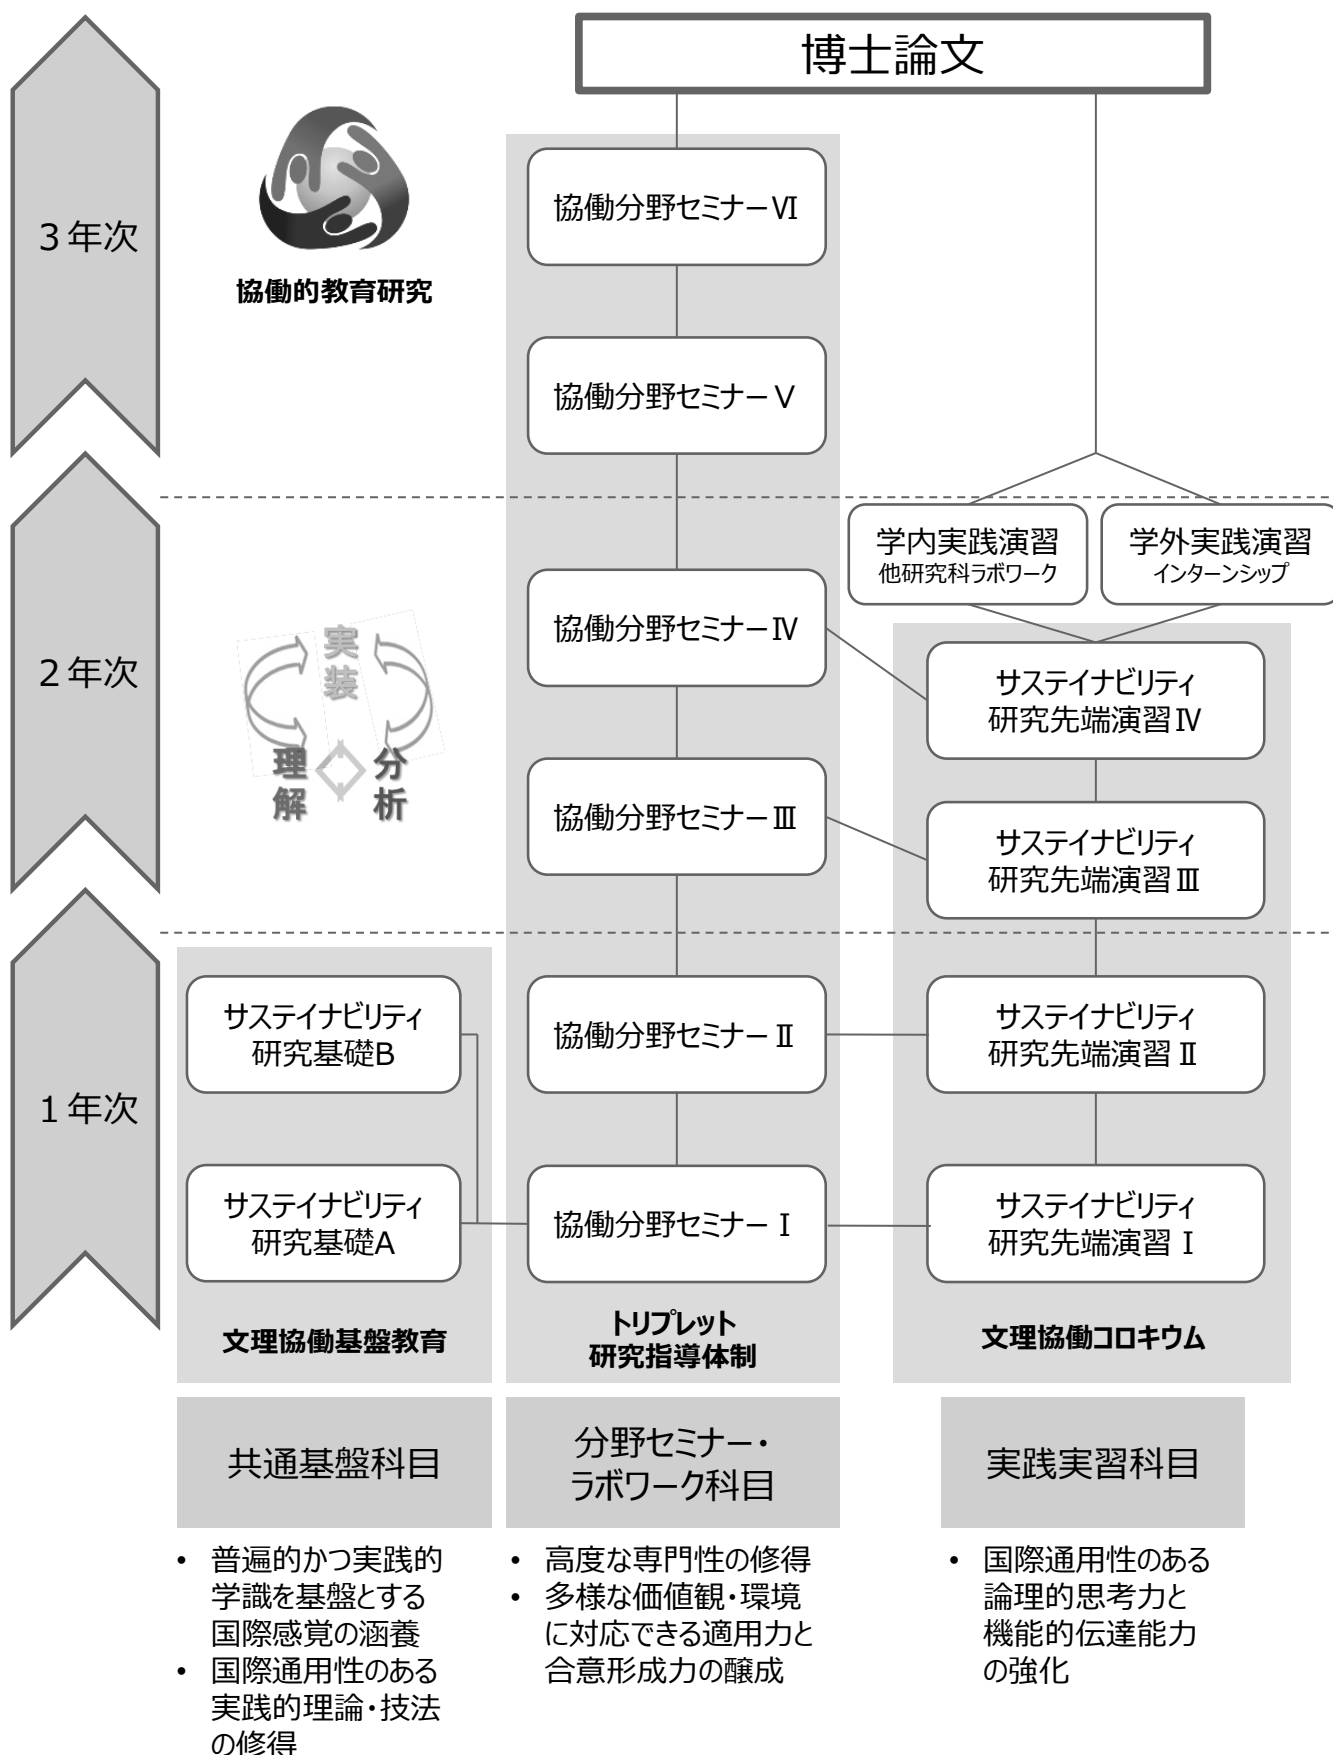 博士論文
3年次
協働的教育研究
協働分野セミナーⅥ
協働分野セミナーⅤ
学内実践演習
他研究科ラボワーク
学外実践演習
インターンシップ
2年次
実装
理解
分析
協働分野セミナーⅣ
サステイナビリティ
研究先端演習Ⅳ
協働分野セミナーⅢ
サステイナビリティ
研究先端演習Ⅲ
1年次
サステイナビリティ
研究基礎B
協働分野セミナーⅡ
サステイナビリティ
研究先端演習Ⅱ
サステイナビリティ
研究基礎A
協働分野セミナーⅠ
サステイナビリティ
研究先端演習Ⅰ
文理協働基盤教育
トリプレット
研究指導体制
文理協働コロキウム
共通基盤科目
分野セミナー・
ラボワーク科目
実践実習科目
• 普遍的かつ実践的
学識を基盤とする
国際感覚の涵養
• 国際通用性のある
実践的理論・技法
の修得
• 高度な専門性の修得
• 多様な価値観・環境
に対応できる適用力と
合意形成力の醸成
• 国際通用性のある
論理的思考力と
機能的伝達能力
の強化